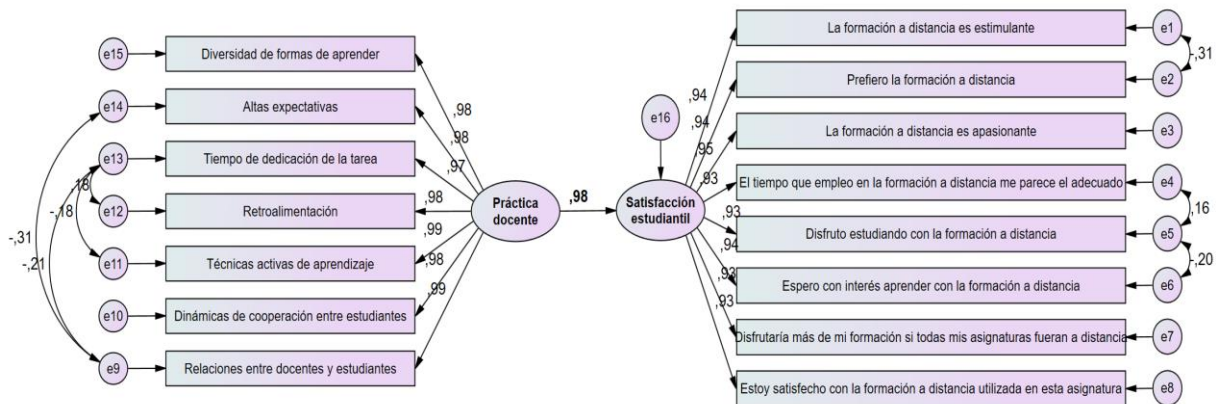 e15
Diversidad de formas de aprender
e14
Altas expectativas
e13
Tiempo de dedicación de la tarea
e12
Retroalimentación
e11
Técnicas activas de aprendizaje
e10
Dinámicas de cooperación entre estudiantes
e9
Relaciones entre docentes y estudiantes
,18
-,18
-,31
-,21
,98
,98
,97
,98
,99
,98
,99
Práctica
docente
,98
e16
Satisfacción
estudiantil
,94
,94
,95
,93
,93
,94
,93
,93
La formación a distancia es estimulante
e1
-,31
Prefiero la formación a distancia
e2
La formación a distancia es apasionante
e3
El tiempo que empleo en la formación a distancia me parece el adecuado
e4
,16
Disfruto estudiando con la formación a distancia
e5
-,20
Espero con interés aprender con la formación a distancia
e6
Disfrutaría más de mi formación si todas mis asignaturas fueran a distancia
e7
Estoy satisfecho con la formación a distancia utilizada en esta asignatura
e8